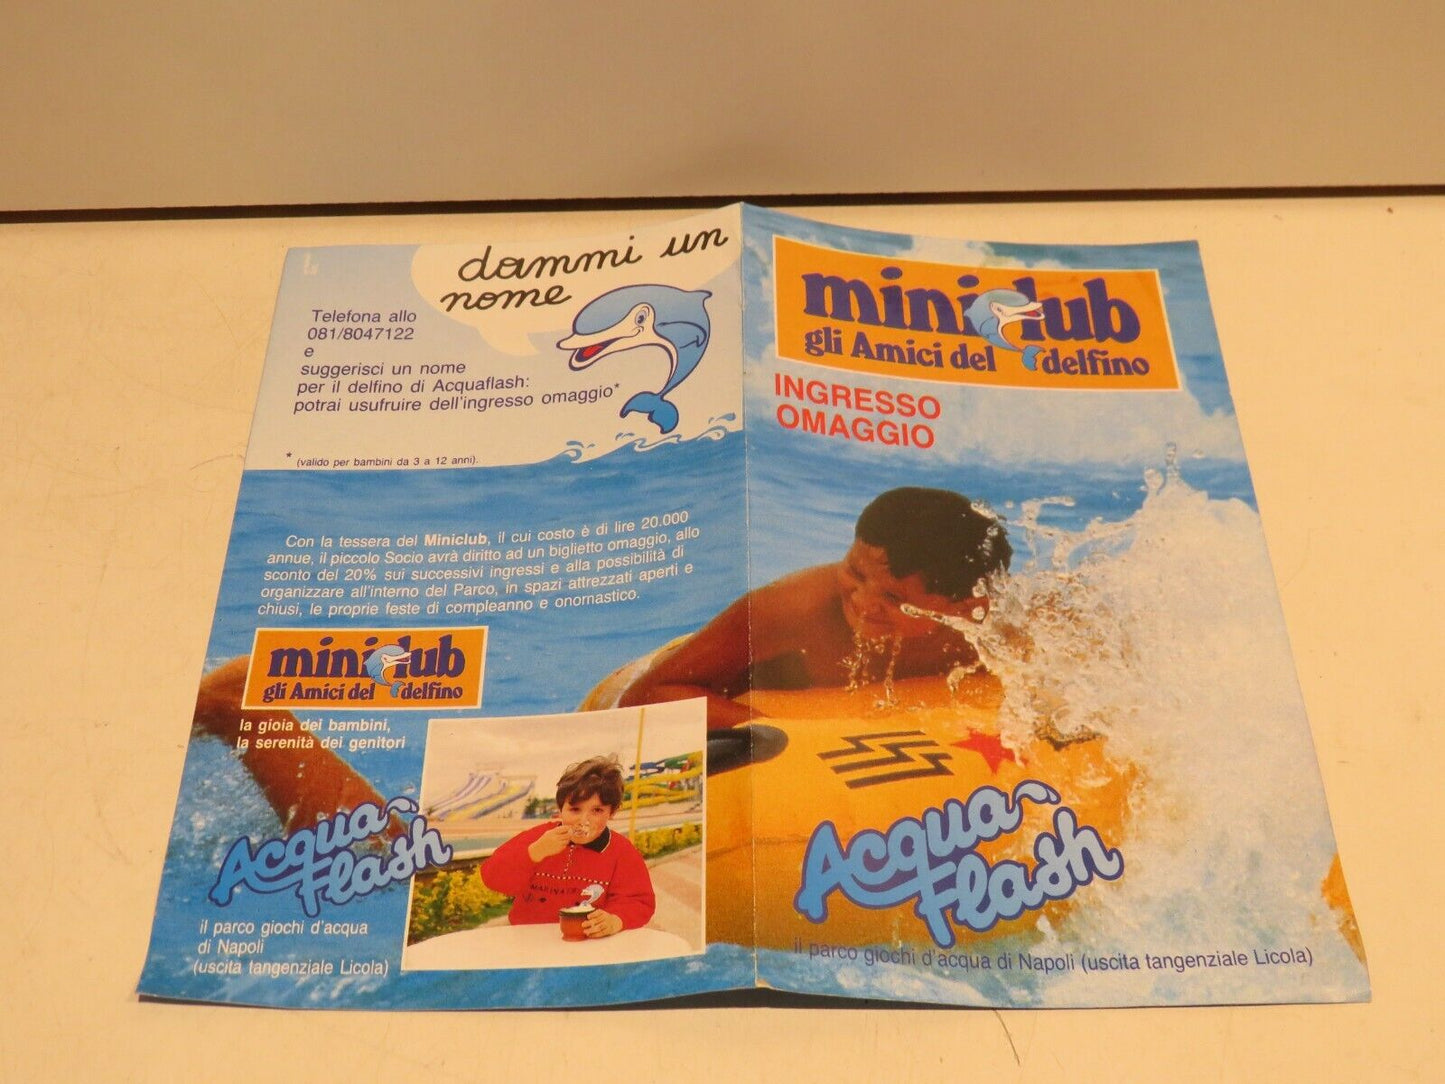 dammi un
nome
Telefona allo
081/8047122
e
suggerisci un nome
per il delfino di Acquaflash:
potrai usufruire dell'ingresso omaggio*
* (valido per bambini da 3 a 12 anni).
Con la tessera del Miniclub, il cui costo è di lire 20.000
annue, il piccolo Socio avrà diritto ad un biglietto omaggio, allo
sconto del 20% sui successivi ingressi e alla possibilità di
organizzare all'interno del Parco, in spazi attrezzati aperti e
chiusi, le proprie feste di compleanno e onomastico.
miniclub
gli Amici del delfino
la gioia dei bambini,
la serenità dei genitori
Acqua
Flash
il parco giochi d'acqua
di Napoli
(uscita tangenziale Licola)
miniclub
gli Amici del delfino
INGRESSO
OMAGGIO
Acqua
Flash
il parco giochi d'acqua di Napoli (uscita tangenziale Licola)